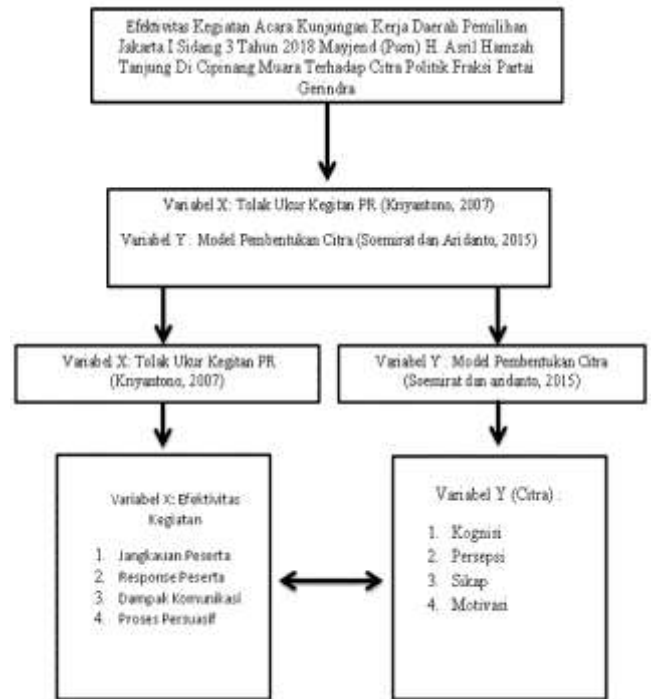 Efektivitas Kegiatan Acara Kunjungan Kerja Daerah Pemilihan
Jakarta I Sidang 3 Tahun 2018 Mayjend (Purn) H. Asril Hamzah
Tanjung Di Cipinang Muara Terhadap Citra Politik Fraksi Partai
Gerindra
Variabel X: Tolak Ukur Kegitan PR (Kriyantono, 2007)
Variabel Y : Model Pembentukan Citra (Soemirat dan Aridanto, 2015)
Variabel X: Tolak Ukur Kegitan PR
(Kriyantono, 2007)
Variabel Y : Model Pembentukan Citra
(Soemirat dan ardanto, 2015)
Variabel X: Efektivitas
Kegiatan
1. Jangkauan Peserta
2. Response Peserta
3. Dampak Komunikasi
4. Proses Persuasif
Variabel Y (Citra) :
1. Kognisi
2. Persepsi
3. Sikap
4. Motivasi